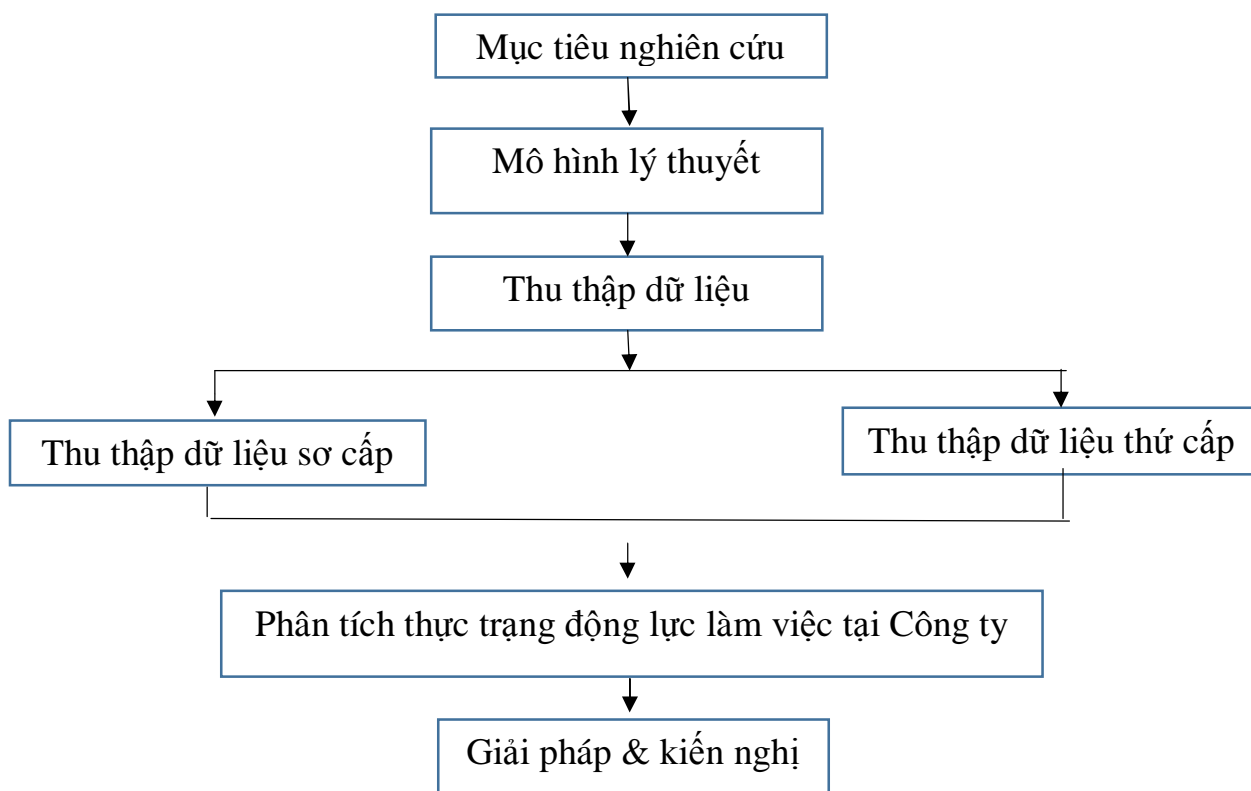 Mục tiêu nghiên cứu
Mô hình lý thuyết
Thu thập dữ liệu
Thu thập dữ liệu sơ cấp
Thu thập dữ liệu thứ cấp
Phân tích thực trạng động lực làm việc tại Công ty
Giải pháp & kiến nghị